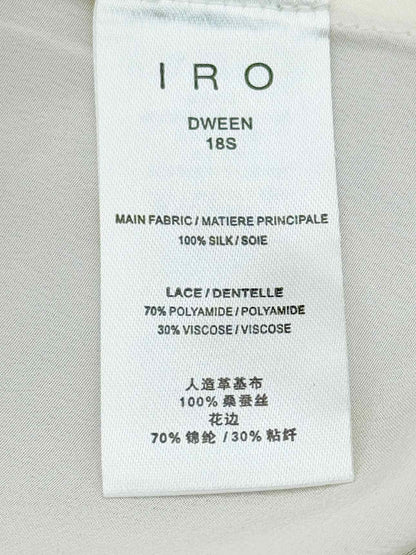 IRO
DWEEN
18S
MAIN FABRIC / MATIERE PRINCIPALE
100% SILK / SOIE
LACE / DENTELLE
70% POLYAMIDE / POLYAMIDE
30% VISCOSE / VISCOSE
人造革基布
100% 桑蚕丝
花边
70% 锦纶 / 30% 粘纤